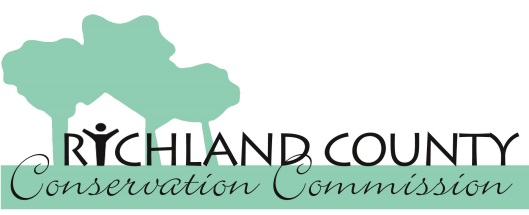 RICHLAND COUNTY
Conservation Commission